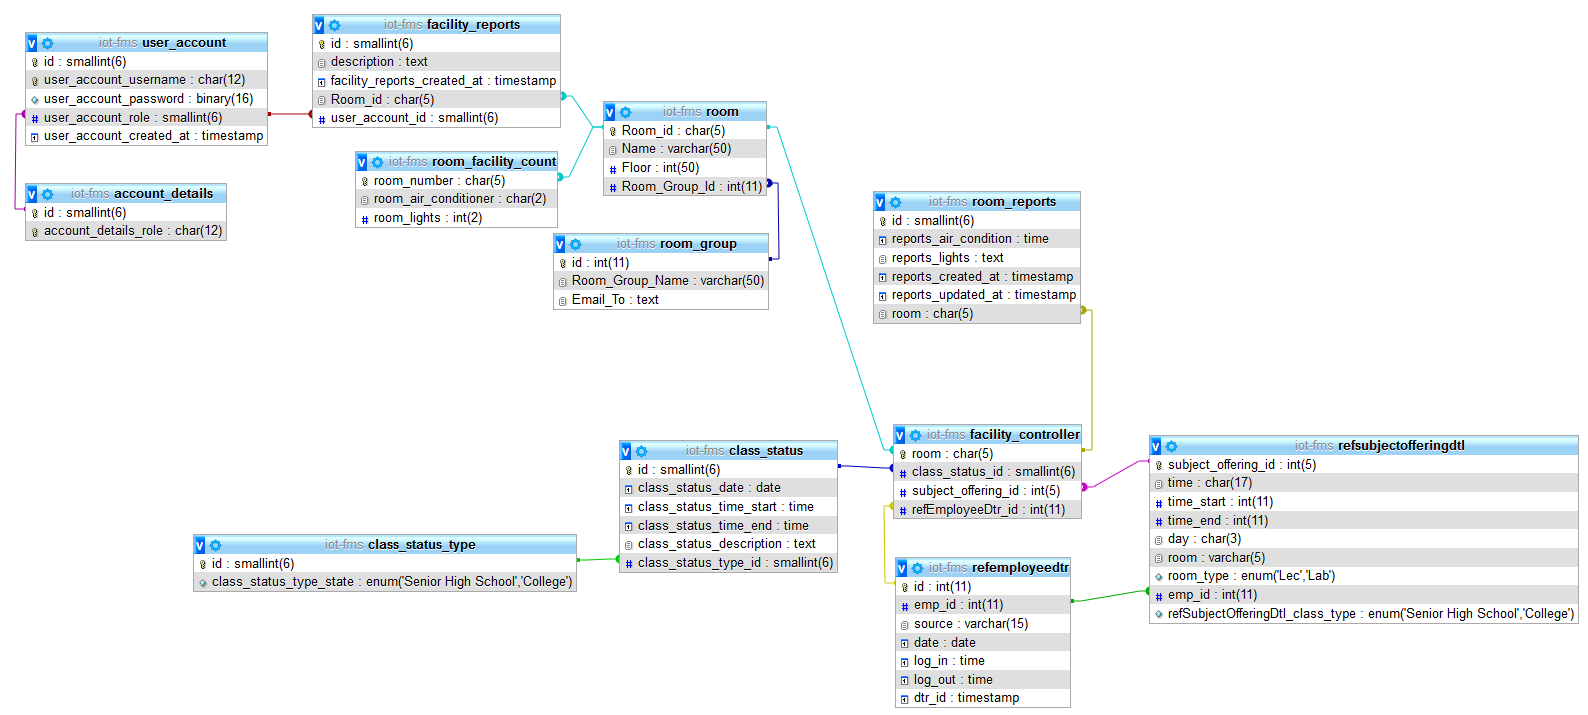 iot-fms user_account
id : smallint(6)
user_account_username : char(12)
user_account_password : binary(16)
user_account_role : smallint(6)
user_account_created_at : timestamp
iot-fms account_details
id : smallint(6)
account_details_role : char(12)
iot-fms facility_reports
id : smallint(6)
description : text
facility_reports_created_at : timestamp
Room_id : char(5)
user_account_id : smallint(6)
iot-fms room_facility_count
room_number : char(5)
room_air_conditioner : char(2)
room_lights : int(2)
iot-fms room
Room_id : char(5)
Name : varchar(50)
Floor : int(50)
Room_Group_Id : int(11)
iot-fms room_group
id : int(11)
Room_Group_Name : varchar(50)
Email_To : text
iot-fms room_reports
id : smallint(6)
reports_air_condition : time
reports_lights : text
reports_created_at : timestamp
reports_updated_at : timestamp
room : char(5)
iot-fms class_status_type
id : smallint(6)
class_status_type_state : enum('Senior High School','College')
iot-fms class_status
id : smallint(6)
class_status_date : date
class_status_time_start : time
class_status_time_end : time
class_status_description : text
class_status_type_id : smallint(6)
iot-fms facility_controller
room : char(5)
class_status_id : smallint(6)
subject_offering_id : int(5)
refEmployeeDtr_id : int(11)
iot-fms refemployeedtr
id : int(11)
emp_id : int(11)
source : varchar(15)
date : date
log_in : time
log_out : time
dtr_id : timestamp
iot-fms refsubjectofferingdtl
subject_offering_id : int(5)
time : char(17)
time_start : int(11)
time_end : int(11)
day : char(3)
room : varchar(5)
room_type : enum('Lec','Lab')
emp_id : int(11)
refSubjectOfferingDtl_class_type : enum('Senior High School','College')